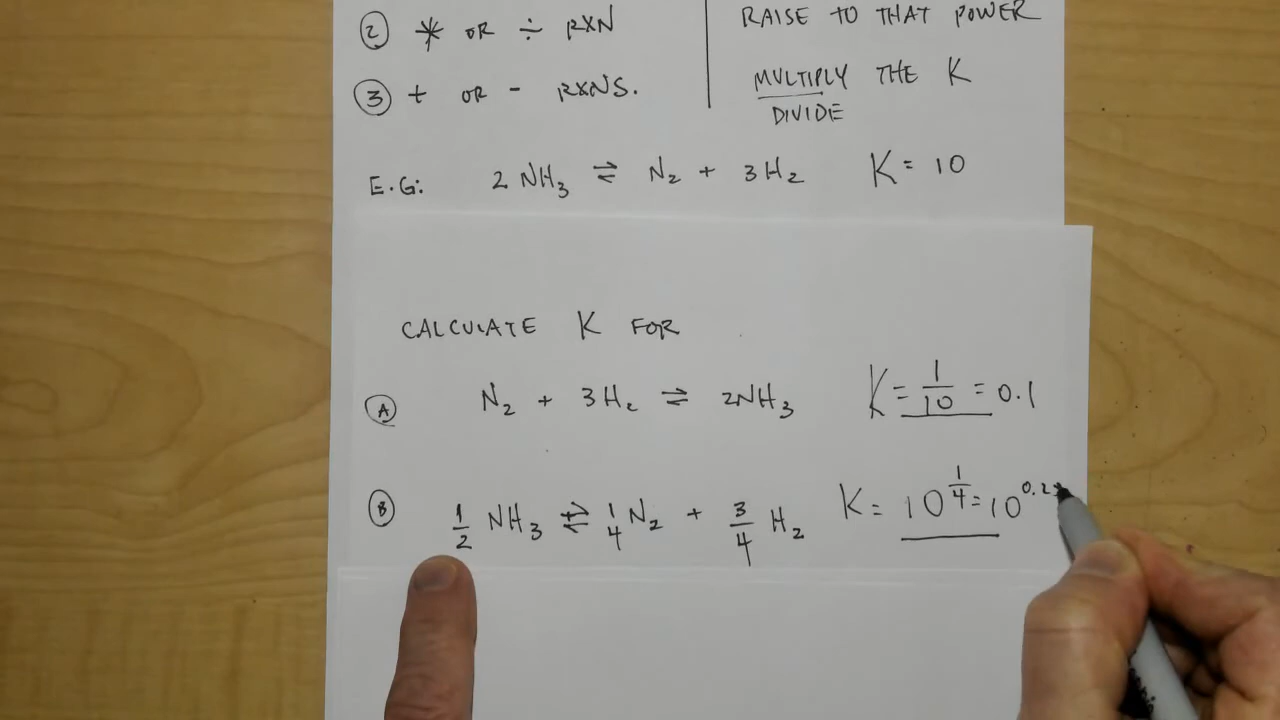 ② * OR ÷ RXN RAISE TO THAT POWER
③ + OR - RXNS. MULTIPLY THE K
DIVIDE
E.G: 2 NH₃ ⇌ N₂ + 3H₂ K = 10
CALCULATE K FOR
Ⓐ N₂ + 3H₂ ⇌ 2NH₃ K = 1/10 = 0.1
Ⓑ 1/2 NH₃ ⇌ 1/4 N₂ + 3/4 H₂ K = 10^1/4 = 10^0.2